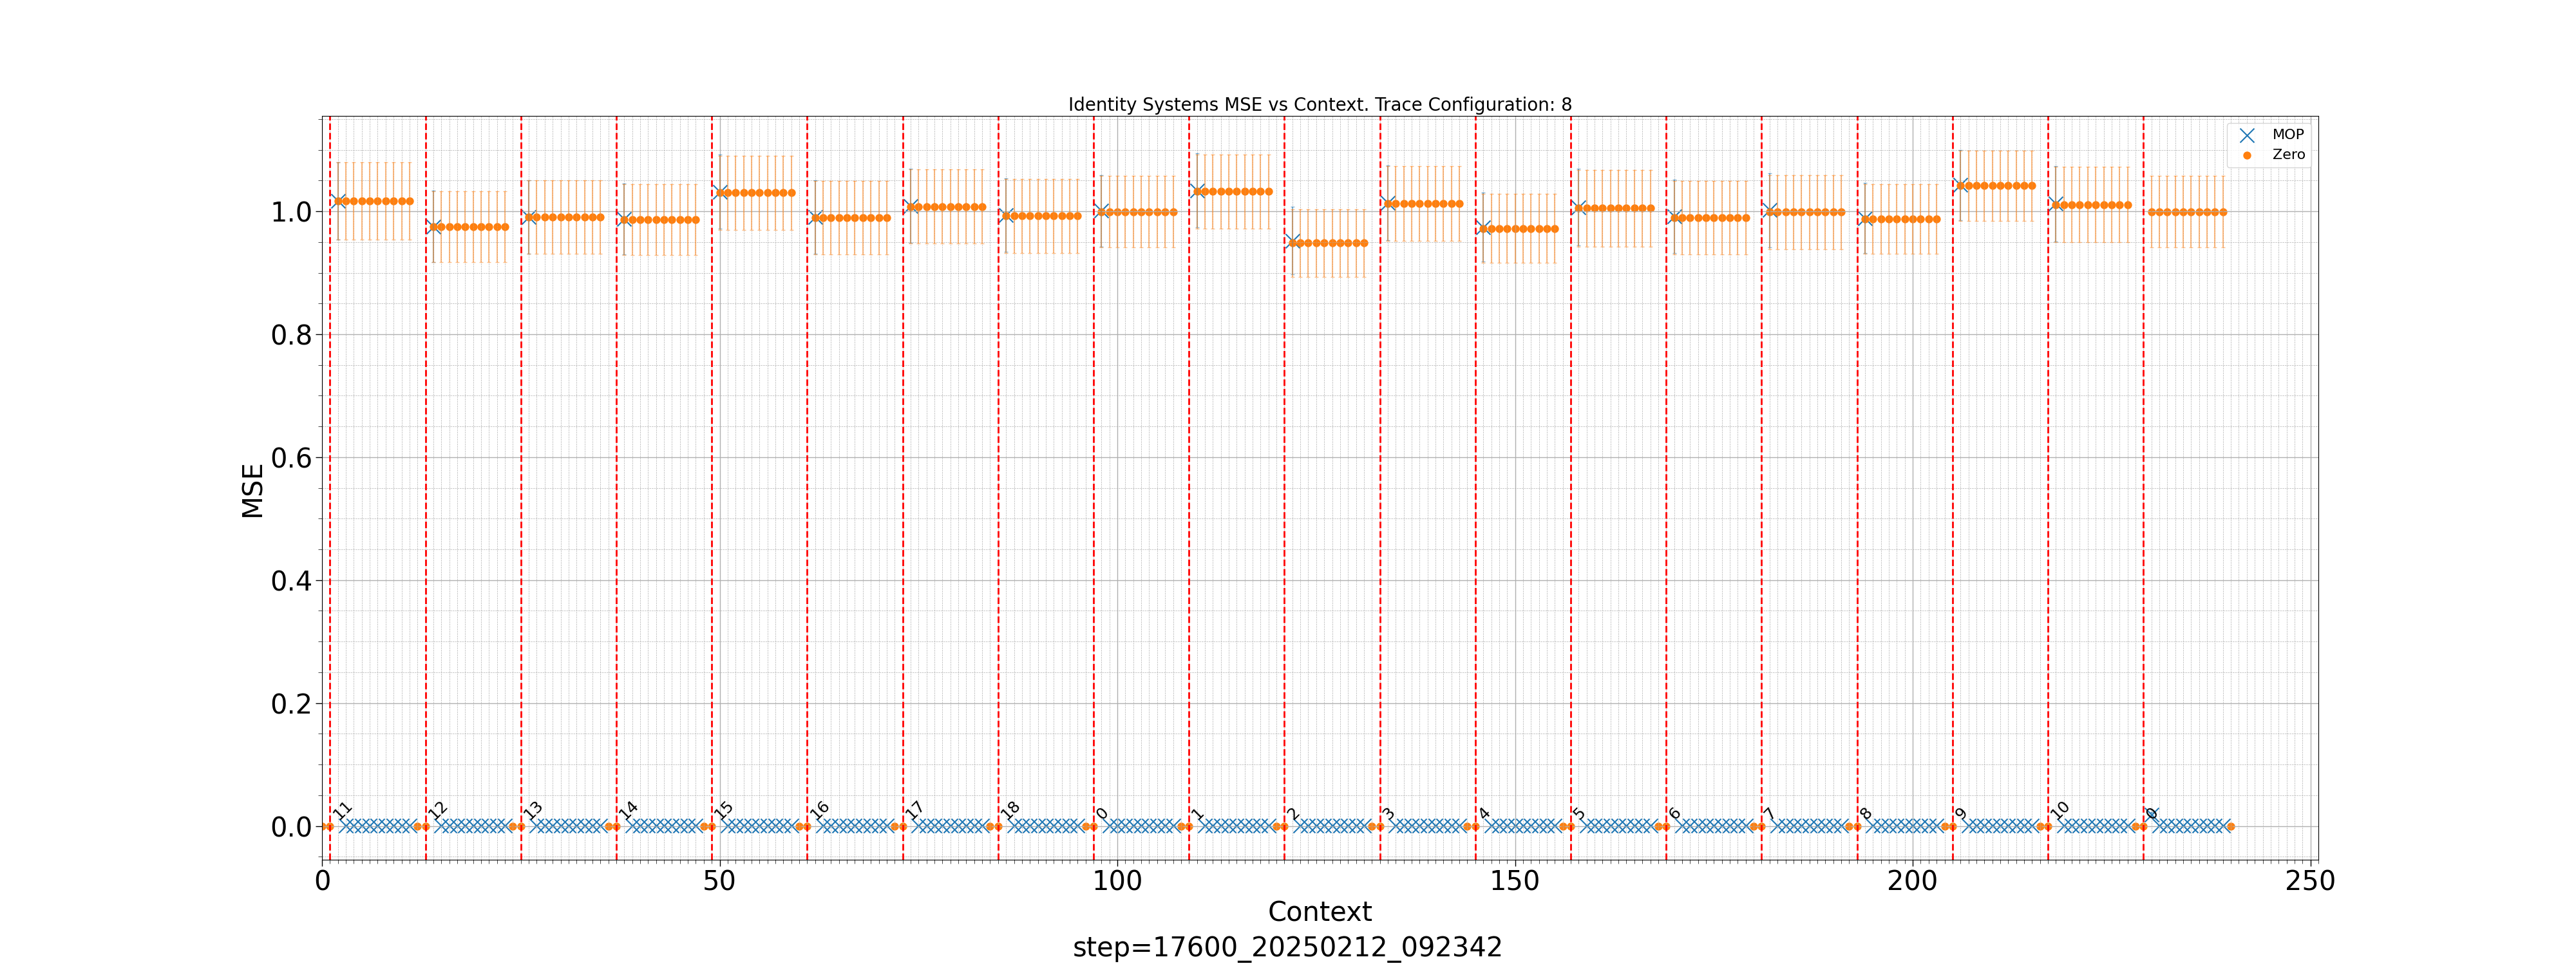 Identity Systems MSE vs Context. Trace Configuration: 8
MOP
Zero
MSE
1.0
0.8
0.6
0.4
0.2
0.0
11 12 13 14 15 16 17 18 0 1 2 3 4 5 6 7 8 9 10 0
0 50 100 150 200 250
Context
step=17600_20250212_092342